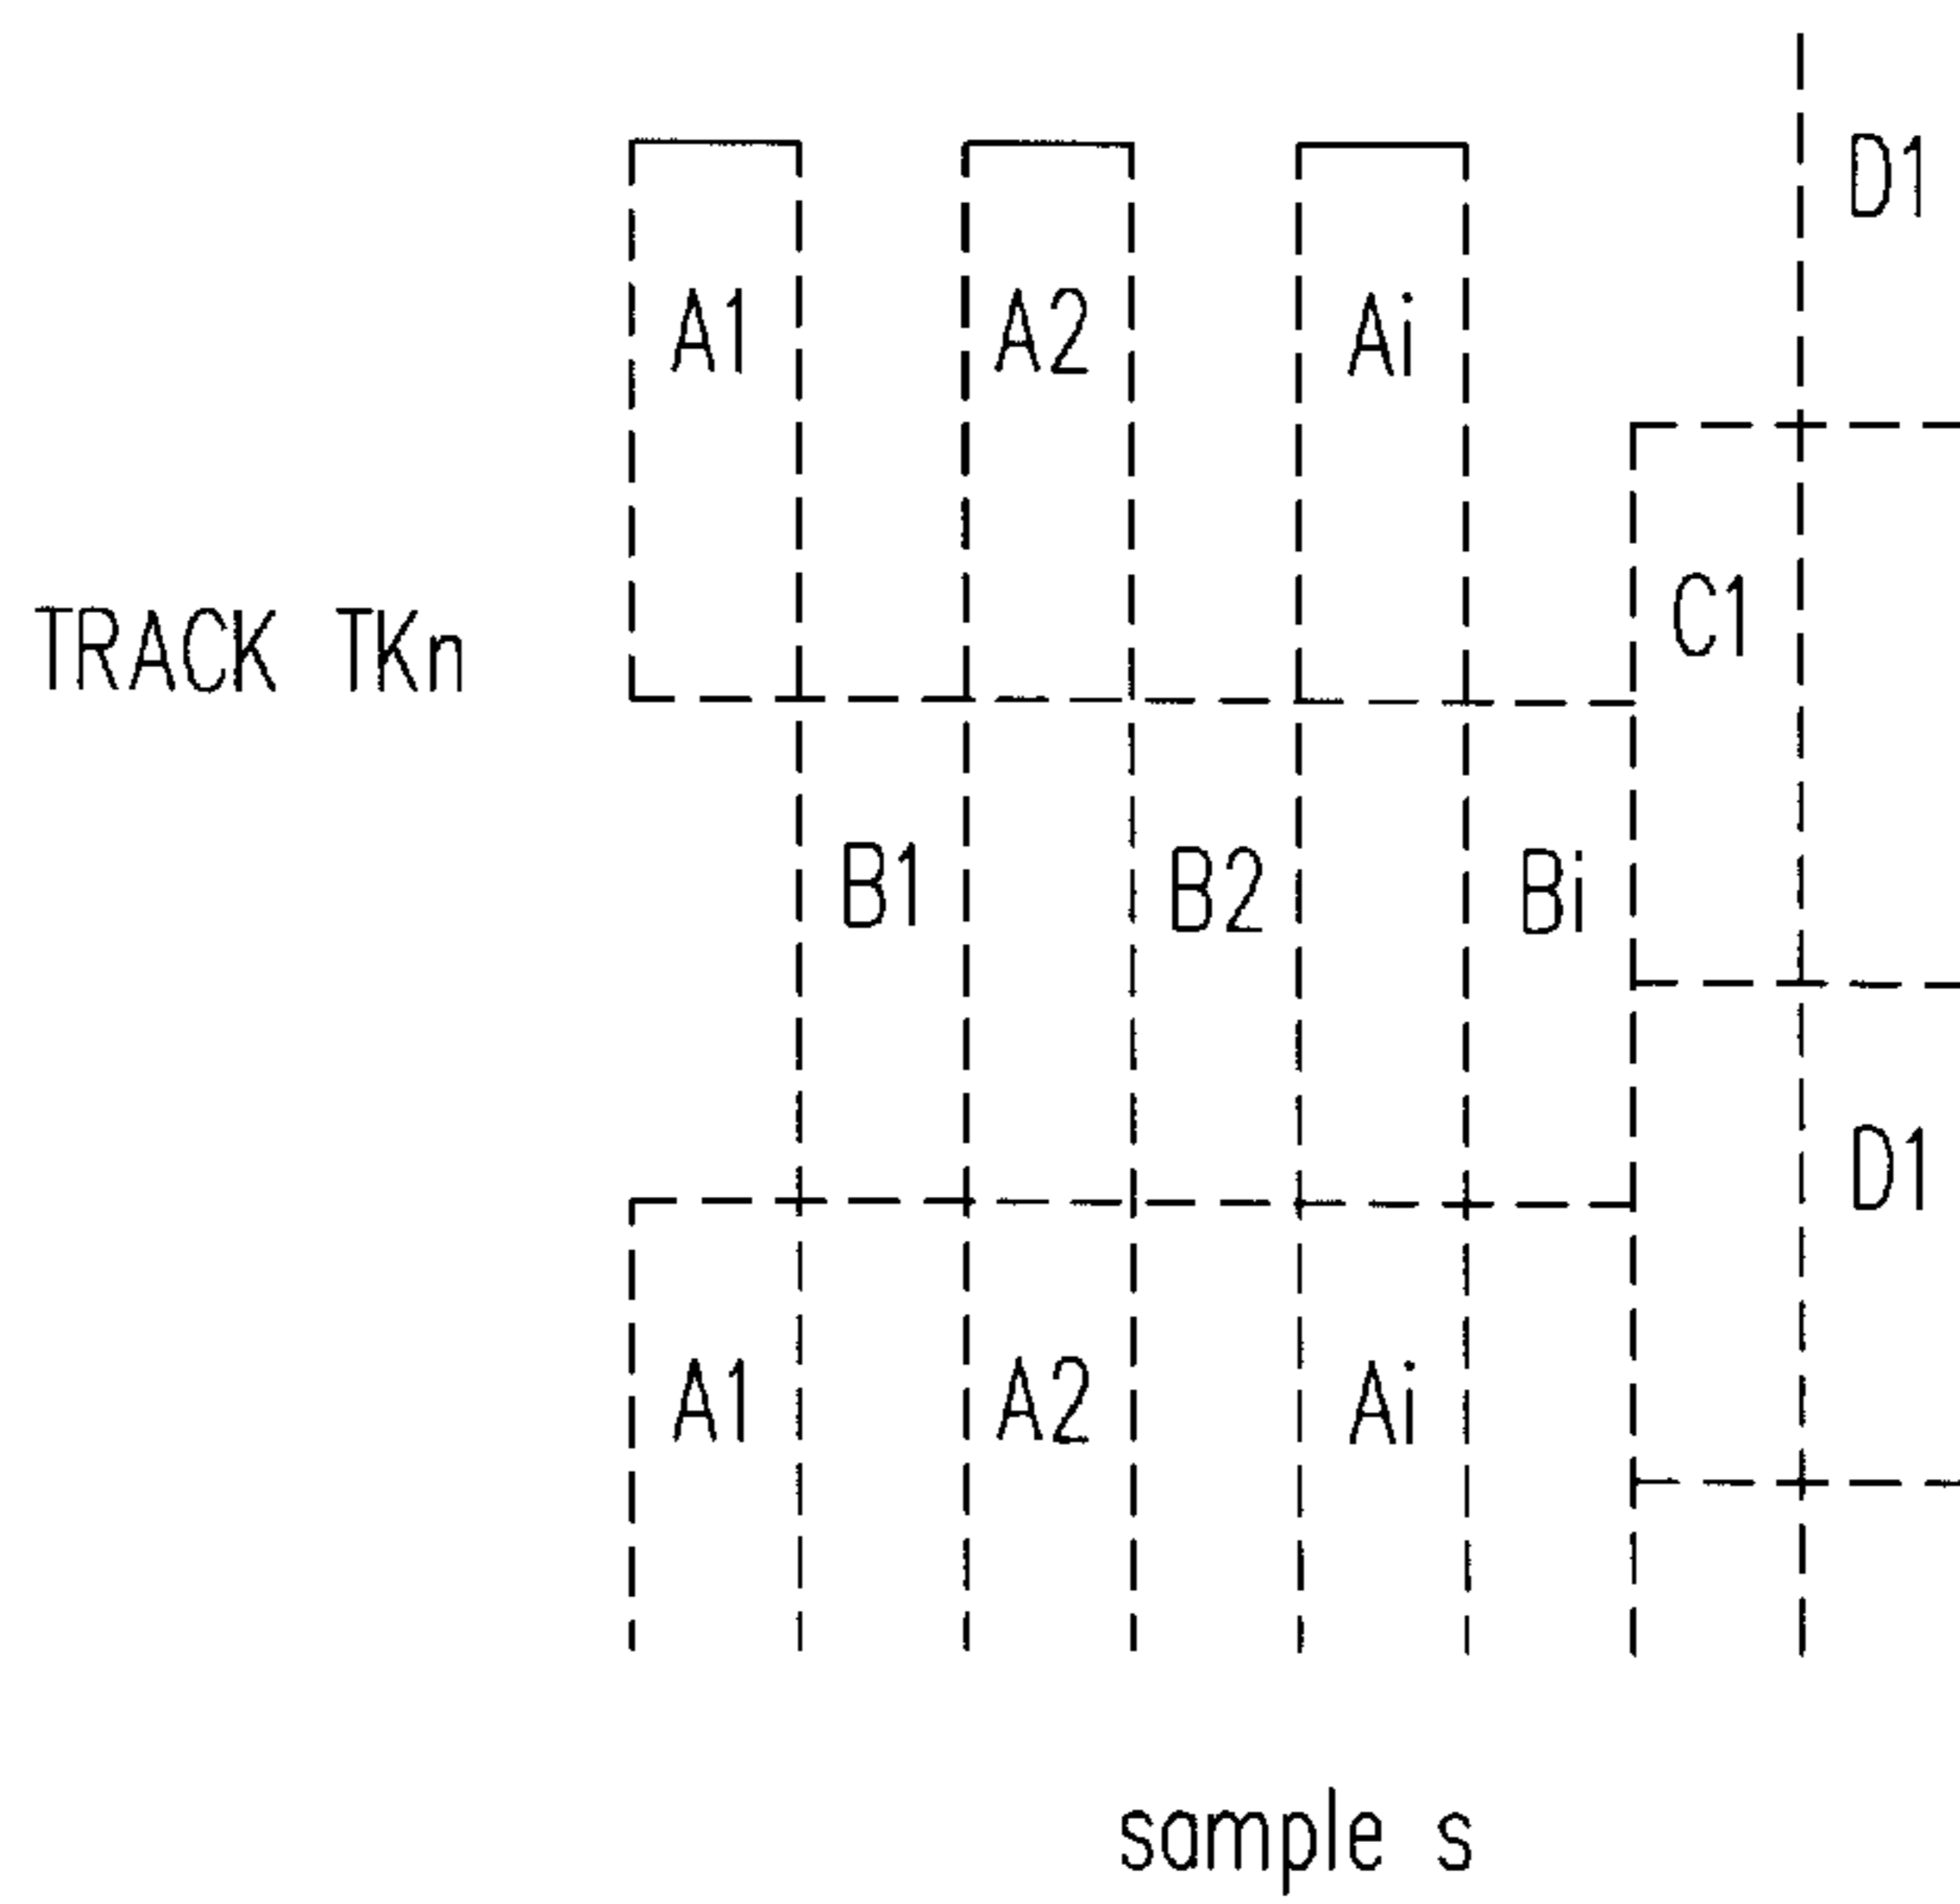 D1
A1 A2 Ai
C1
TRACK TKn
B1 B2 Bi
D1
A1 A2 Ai
sample s